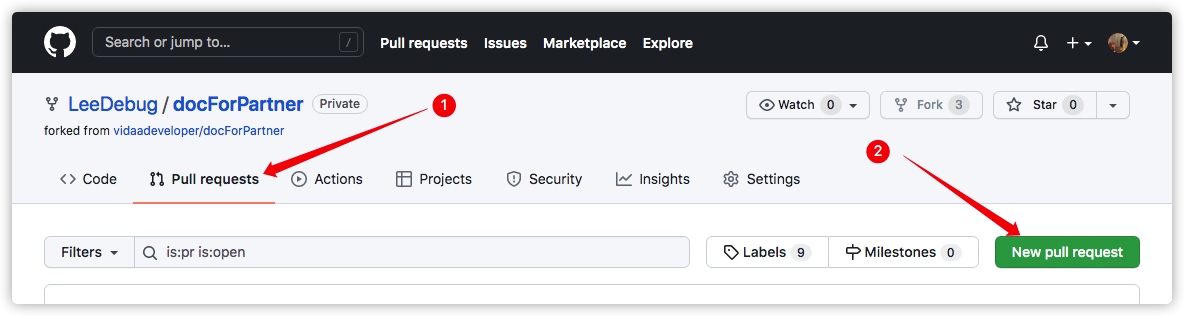 Search or jump to... / Pull requests Issues Marketplace Explore
LeeDebug / docForPartner Private 1 Watch 0 Fork 3 Star 0
forked from vidaadeveloper/docForPartner
2
Code Pull requests Actions Projects Security Insights Settings
Filters is:pr is:open Labels 9 Milestones 0 New pull request